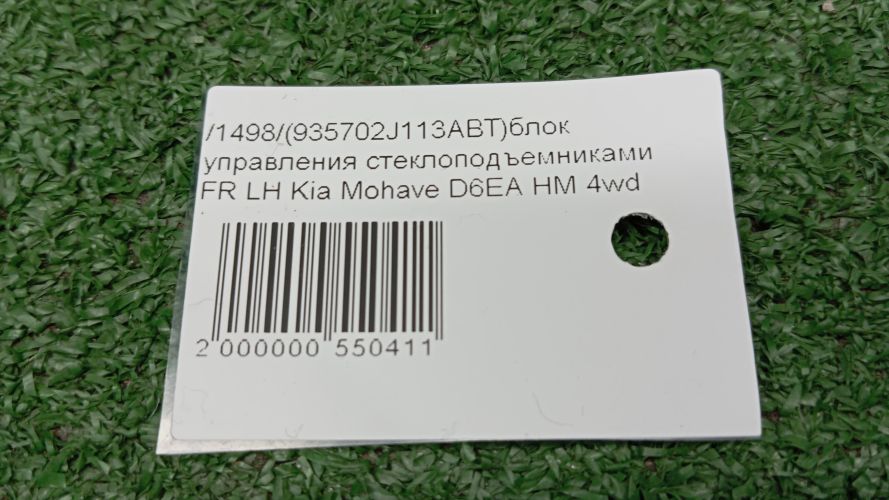 /1498/(935702J113ABT)блок
управления стеклоподъемниками
FR LH Kia Mohave D6EA HM 4wd
2 000000 550411